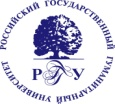 РОССИЙСКИЙ ГОСУДАРСТВЕННЫЙ
ГУМАНИТАРНЫЙ УНИВЕРСИТЕТ
РГГУ